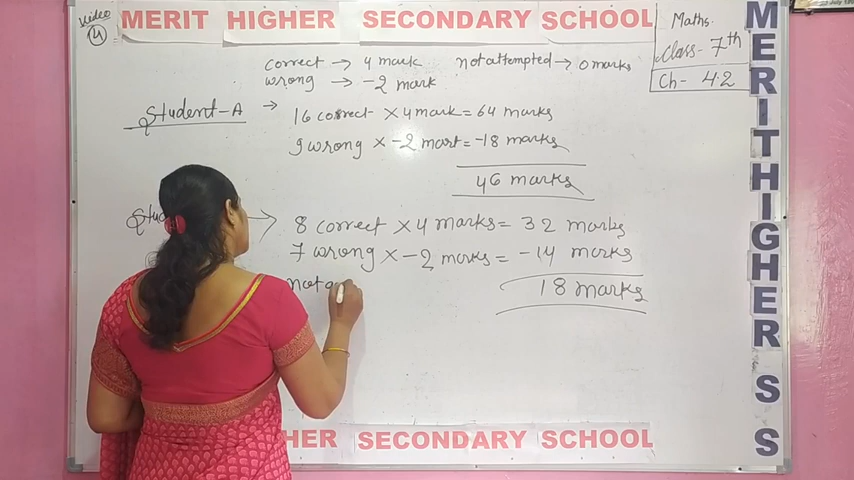 Video
4
MERIT HIGHER SECONDARY SCHOOL
Maths.
Class- 7th
Ch- 4.2
correct → 4 mark not attempted → 0 marks
wrong → -2 mark
Student-A → 16 correct × 4 mark = 64 marks
9 wrong × -2 mark = -18 marks
46 marks
Stud → 8 correct × 4 marks = 32 marks
7 wrong × -2 marks = -14 marks
not a
18 marks
HER SECONDARY SCHOOL
MERIT HIGHER S S